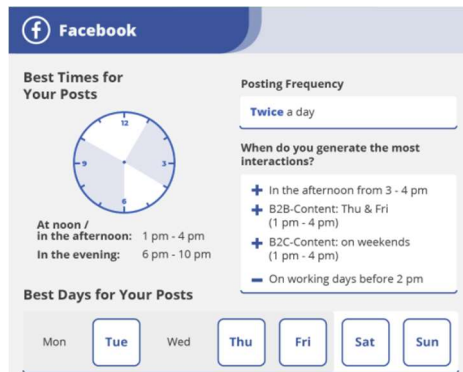 f Facebook
Best Times for
Your Posts
12
3
6
9
At noon /
in the afternoon: 1 pm - 4 pm
In the evening: 6 pm - 10 pm
Posting Frequency
Twice a day
When do you generate the most
interactions?
+ In the afternoon from 3 - 4 pm
+ B2B-Content: Thu & Fri
(1 pm - 4 pm)
+ B2C-Content: on weekends
(1 pm - 4 pm)
− On working days before 2 pm
Best Days for Your Posts
Mon Tue Wed Thu Fri Sat Sun